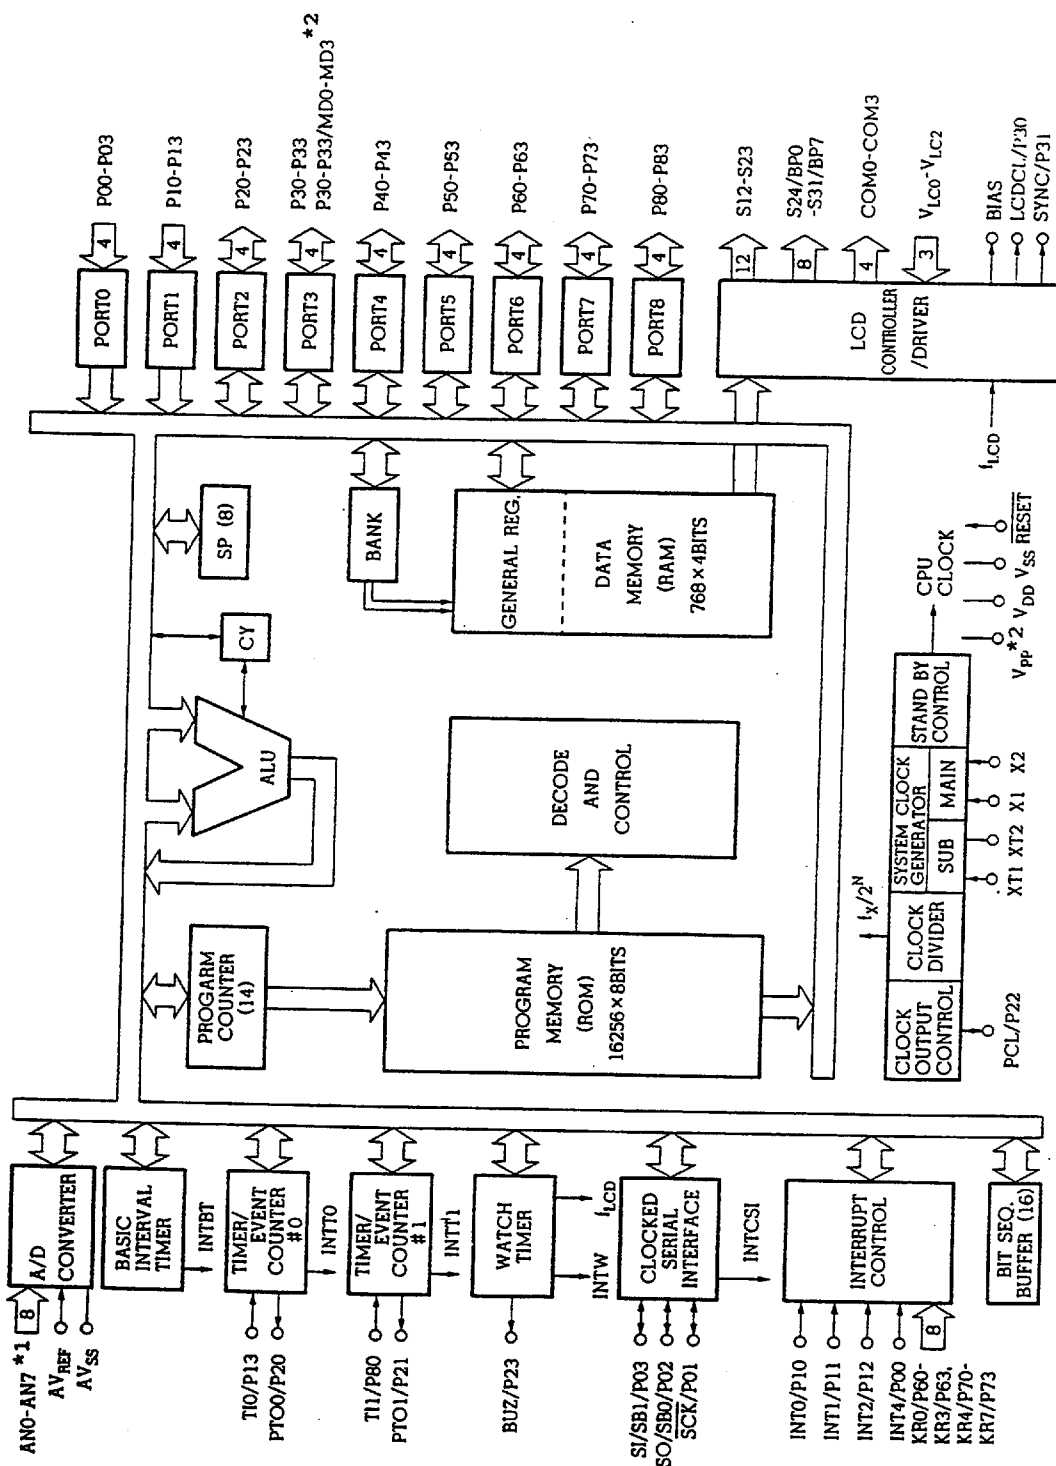 AN0-AN7 *1
AVREF
AVSS
8
A/D
CONVERTER
BASIC
INTERVAL
TIMER
INTBT
TI0/P13
PTO0/P20
TIMER/
EVENT
COUNTER
#0
INTT0
TI1/P80
PTO1/P21
TIMER/
EVENT
COUNTER
#1
INTT1
BUZ/P23
WATCH
TIMER
INTW
fLCD
SI/SB1/P03
SO/SB0/P02
SCK/P01
CLOCKED
SERIAL
INTERFACE
INTCSI
INT0/P10
INT1/P11
INT2/P12
INT4/P00
KR0/P60-
KR3/P63,
KR4/P70-
KR7/P73
8
INTERRUPT
CONTROL
BIT SEQ.
BUFFER (16)
PROGARM
COUNTER
(14)
ALU
CY
SP (8)
PROGRAM
MEMORY
(ROM)
16256×8BITS
DECODE
AND
CONTROL
BANK
GENERAL REG.
DATA
MEMORY
(RAM)
768×4BITS
fX/2N
CLOCK
OUTPUT
CONTROL
CLOCK
DIVIDER
SYSTEM CLOCK
GENERATOR
SUB
MAIN
STAND BY
CONTROL
CPU
CLOCK
PCL/P22
XT1 XT2
X1
X2
VPP*2
VDD
VSS
RESET
PORT0
4
P00-P03
PORT1
4
P10-P13
PORT2
4
P20-P23
PORT3
4
P30-P33
P30-P33/MD0-MD3 *2
PORT4
4
P40-P43
PORT5
4
P50-P53
PORT6
4
P60-P63
PORT7
4
P70-P73
PORT8
4
P80-P83
LCD
CONTROLLER
/DRIVER
12
S12-S23
8
S24/BP0
-S31/BP7
4
COM0-COM3
3
VLC0-VLC2
BIAS
LCDCL/P30
SYNC/P31
fLCD